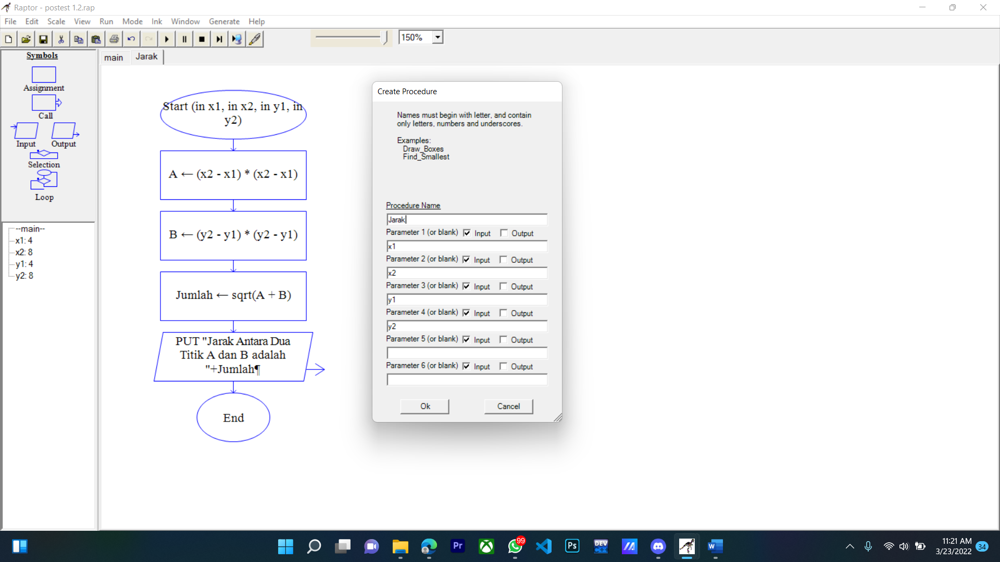 Raptor - postest 1.2.rap
File Edit Scale View Run Mode Ink Window Generate Help
150%
Symbols
Assignment
Call
Input Output
Selection
Loop
--main--
x1: 4
x2: 8
y1: 4
y2: 8
main Jarak
Start (in x1, in x2, in y1, in
y2)
A ← (x2 - x1) * (x2 - x1)
B ← (y2 - y1) * (y2 - y1)
Jumlah ← sqrt(A + B)
PUT "Jarak Antara Dua
Titik A dan B adalah
"+Jumlah¶
End
Create Procedure
Names must begin with letter, and contain
only letters, numbers and underscores.
Examples:
Draw_Boxes
Find_Smallest
Procedure Name
Jarak
Parameter 1 (or blank) Input Output
x1
Parameter 2 (or blank) Input Output
x2
Parameter 3 (or blank) Input Output
y1
Parameter 4 (or blank) Input Output
y2
Parameter 5 (or blank) Input Output
Parameter 6 (or blank) Input Output
Ok Cancel
Pr 99 Ps DEV C++ W
11:21 AM
3/23/2022 34